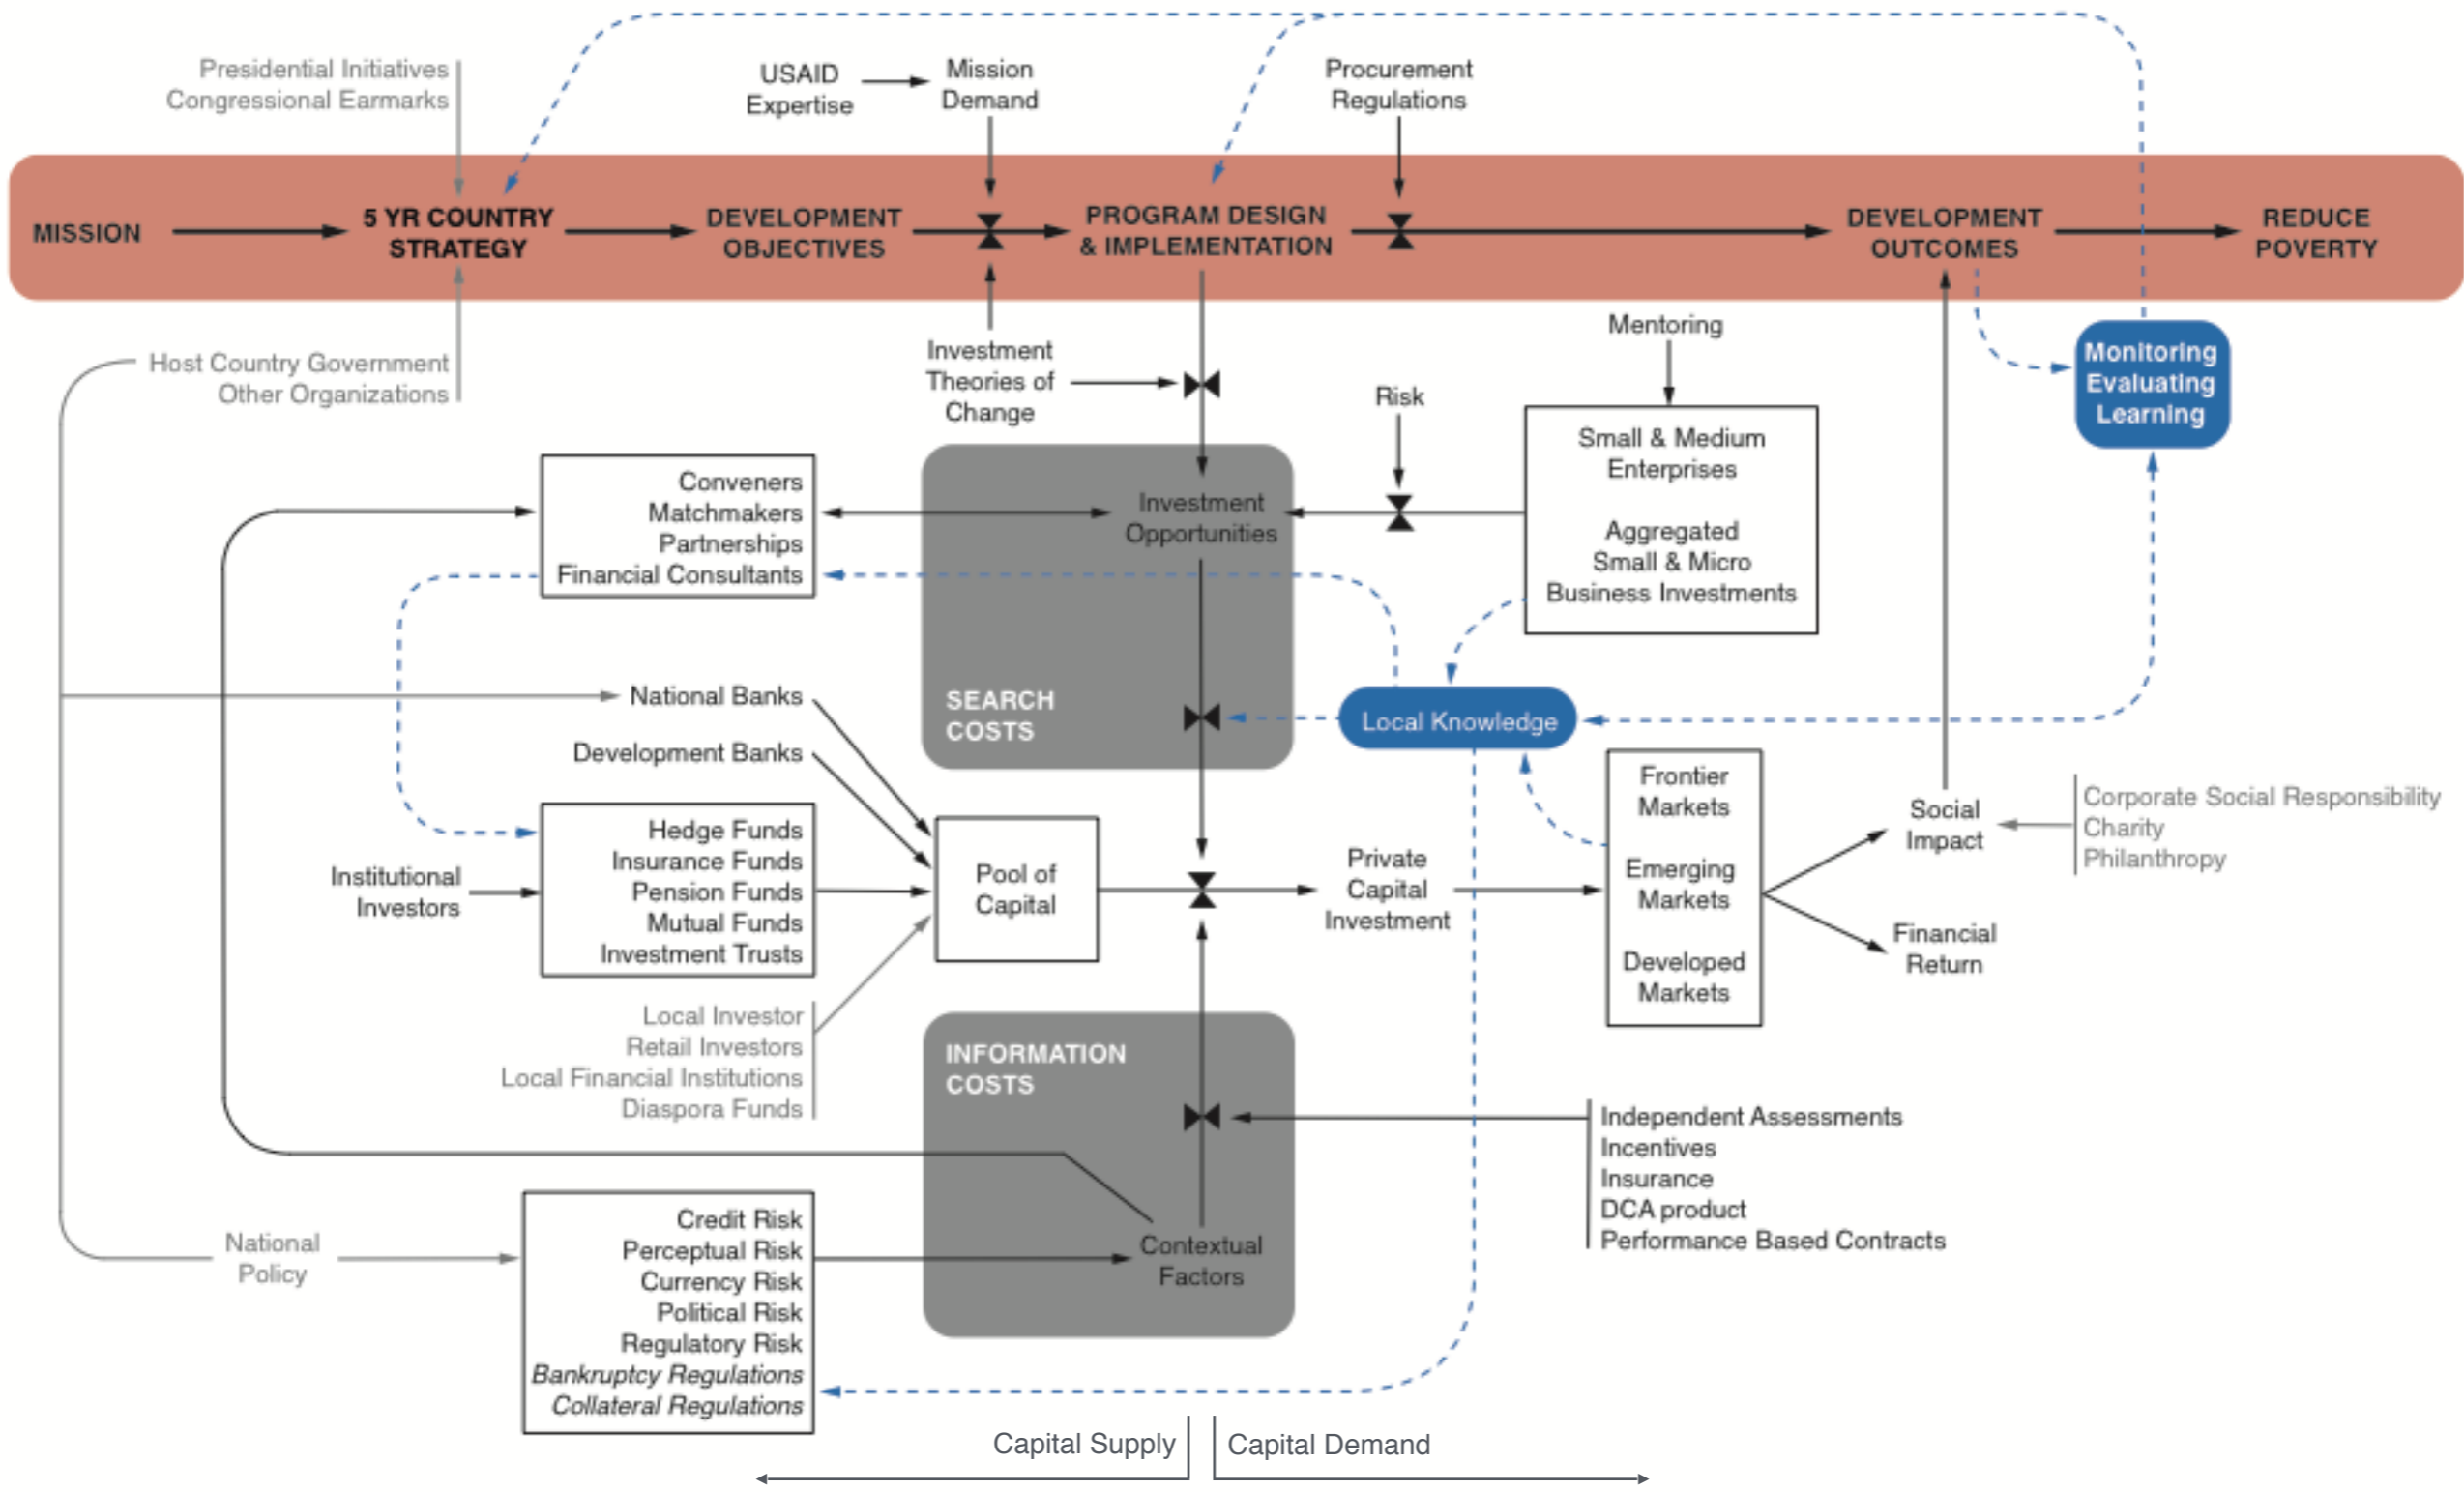 Presidential Initiatives
Congressional Earmarks
USAID
Expertise
Mission
Demand
Procurement
Regulations
MISSION
5 YR COUNTRY
STRATEGY
DEVELOPMENT
OBJECTIVES
PROGRAM DESIGN
& IMPLEMENTATION
DEVELOPMENT
OUTCOMES
REDUCE
POVERTY
Host Country Government
Other Organizations
Investment
Theories of
Change
Mentoring
Risk
Monitoring
Evaluating
Learning
Conveners
Matchmakers
Partnerships
Financial Consultants
Investment
Opportunities
Small & Medium
Enterprises
Aggregated
Small & Micro
Business Investments
SEARCH
COSTS
Local Knowledge
National Banks
Development Banks
Hedge Funds
Insurance Funds
Pension Funds
Mutual Funds
Investment Trusts
Institutional
Investors
Pool of
Capital
Private
Capital
Investment
Frontier
Markets
Emerging
Markets
Developed
Markets
Social
Impact
Financial
Return
Corporate Social Responsibility
Charity
Philanthropy
Local Investor
Retail Investors
Local Financial Institutions
Diaspora Funds
INFORMATION
COSTS
Contextual
Factors
Independent Assessments
Incentives
Insurance
DCA product
Performance Based Contracts
National
Policy
Credit Risk
Perceptual Risk
Currency Risk
Political Risk
Regulatory Risk
Bankruptcy Regulations
Collateral Regulations
Capital Supply
Capital Demand